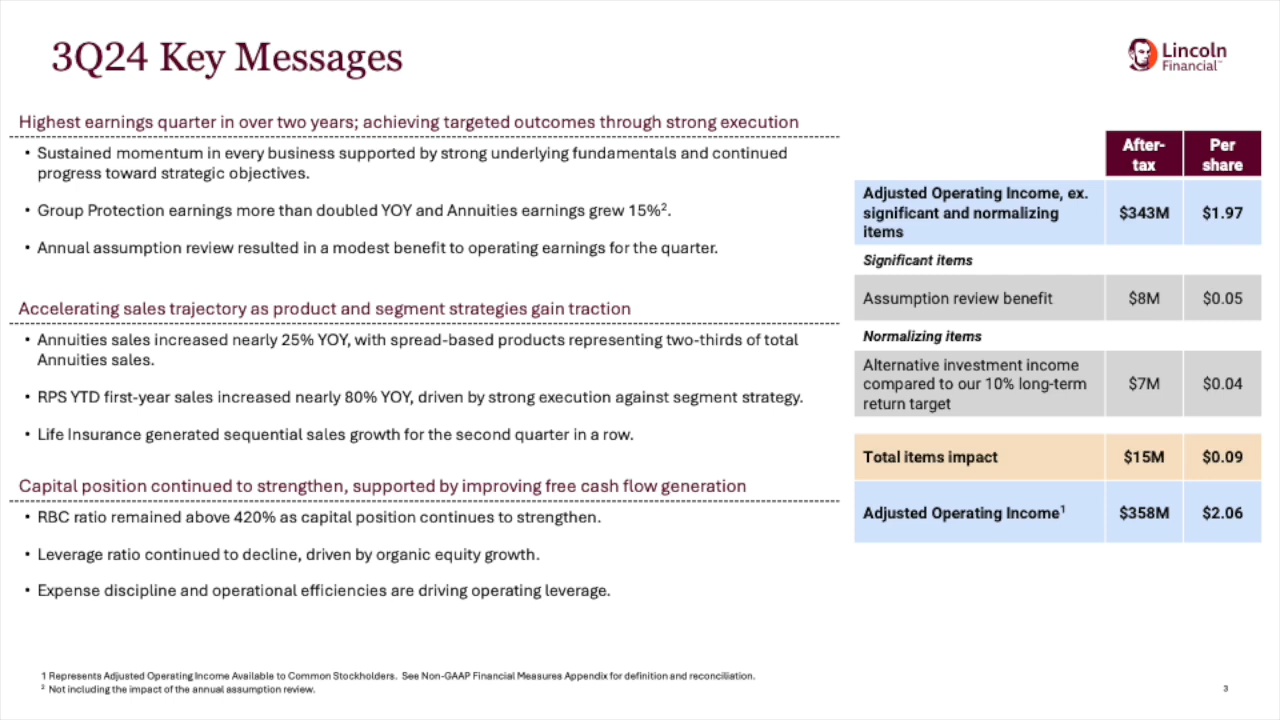 3Q24 Key Messages
Lincoln
Financial™
Highest earnings quarter in over two years; achieving targeted outcomes through strong execution
• Sustained momentum in every business supported by strong underlying fundamentals and continued
progress toward strategic objectives.
• Group Protection earnings more than doubled YOY and Annuities earnings grew 15%².
• Annual assumption review resulted in a modest benefit to operating earnings for the quarter.
Accelerating sales trajectory as product and segment strategies gain traction
• Annuities sales increased nearly 25% YOY, with spread-based products representing two-thirds of total
Annuities sales.
• RPS YTD first-year sales increased nearly 80% YOY, driven by strong execution against segment strategy.
• Life Insurance generated sequential sales growth for the second quarter in a row.
Capital position continued to strengthen, supported by improving free cash flow generation
• RBC ratio remained above 420% as capital position continues to strengthen.
• Leverage ratio continued to decline, driven by organic equity growth.
• Expense discipline and operational efficiencies are driving operating leverage.
After-
tax
Per
share
Adjusted Operating Income, ex.
significant and normalizing
items
$343M
$1.97
Significant items
Assumption review benefit
$8M
$0.05
Normalizing items
Alternative investment income
compared to our 10% long-term
return target
$7M
$0.04
Total items impact
$15M
$0.09
Adjusted Operating Income¹
$358M
$2.06
1 Represents Adjusted Operating Income Available to Common Stockholders. See Non-GAAP Financial Measures Appendix for definition and reconciliation.
² Not including the impact of the annual assumption review.
3